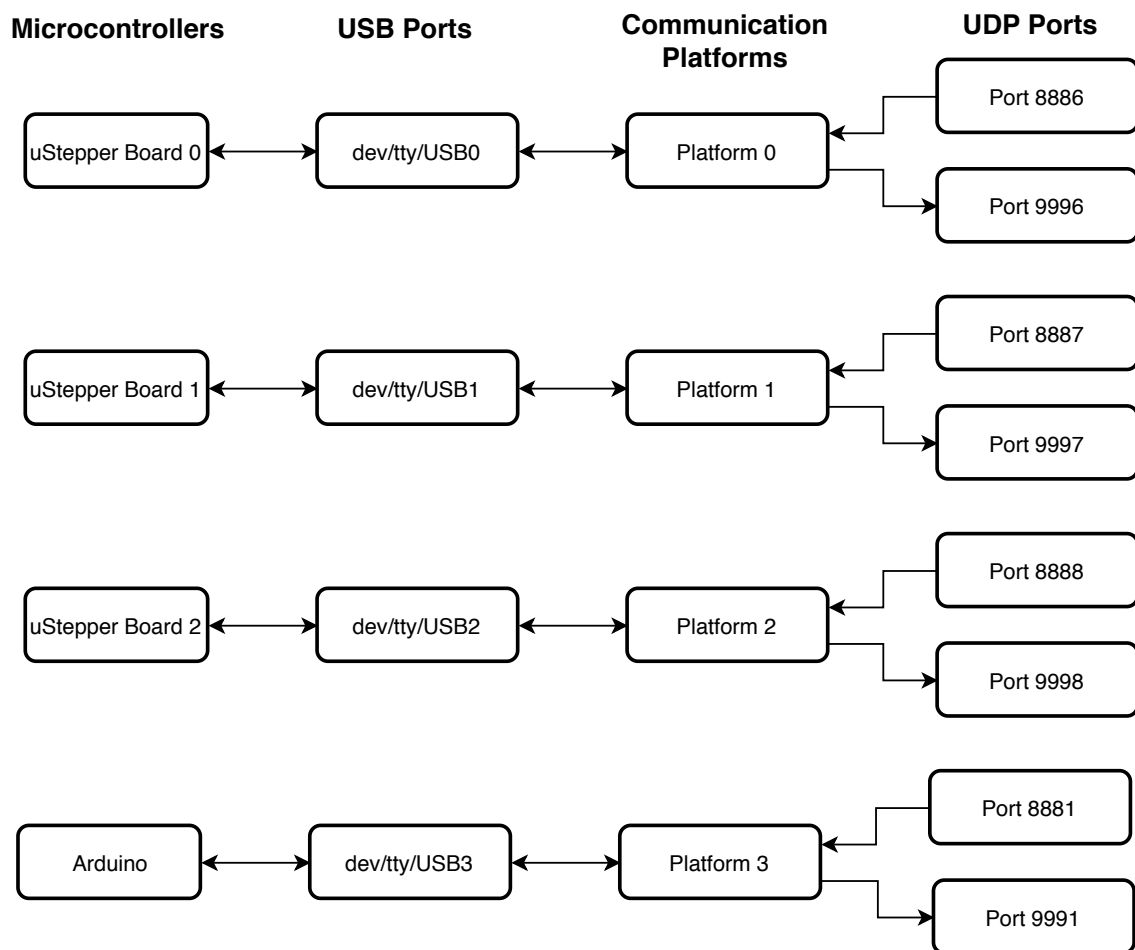 Microcontrollers
USB Ports
Communication
Platforms
UDP Ports
uStepper Board 0
dev/tty/USB0
Platform 0
Port 8886
Port 9996
uStepper Board 1
dev/tty/USB1
Platform 1
Port 8887
Port 9997
uStepper Board 2
dev/tty/USB2
Platform 2
Port 8888
Port 9998
Arduino
dev/tty/USB3
Platform 3
Port 8881
Port 9991